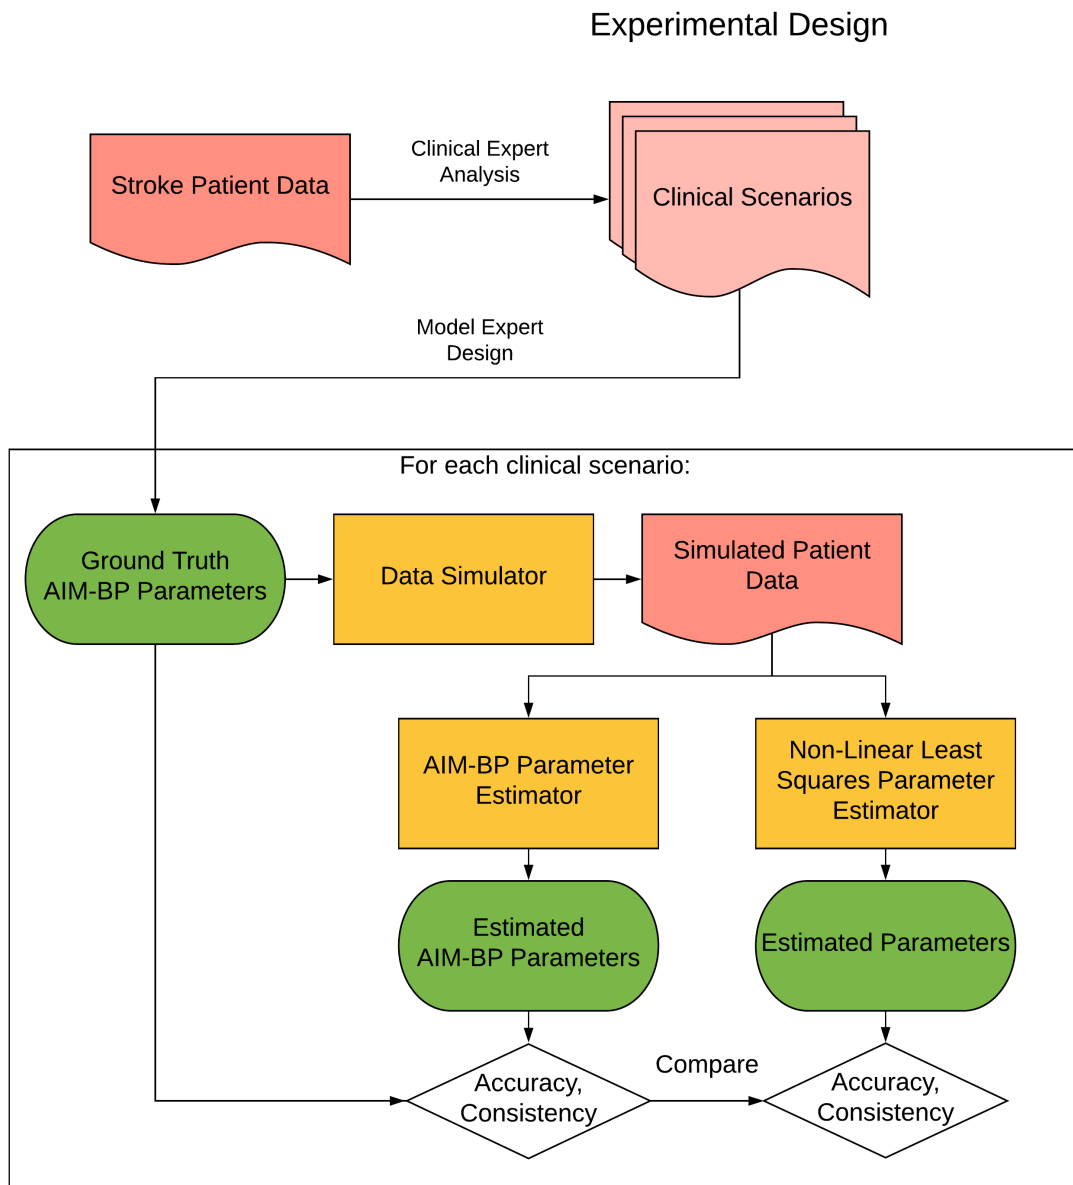 Experimental Design
Stroke Patient Data
Clinical Expert
Analysis
Clinical Scenarios
Model Expert
Design
For each clinical scenario:
Ground Truth
AIM-BP Parameters
Data Simulator
Simulated Patient
Data
AIM-BP Parameter
Estimator
Non-Linear Least
Squares Parameter
Estimator
Estimated
AIM-BP Parameters
Estimated Parameters
Accuracy,
Consistency
Compare
Accuracy,
Consistency